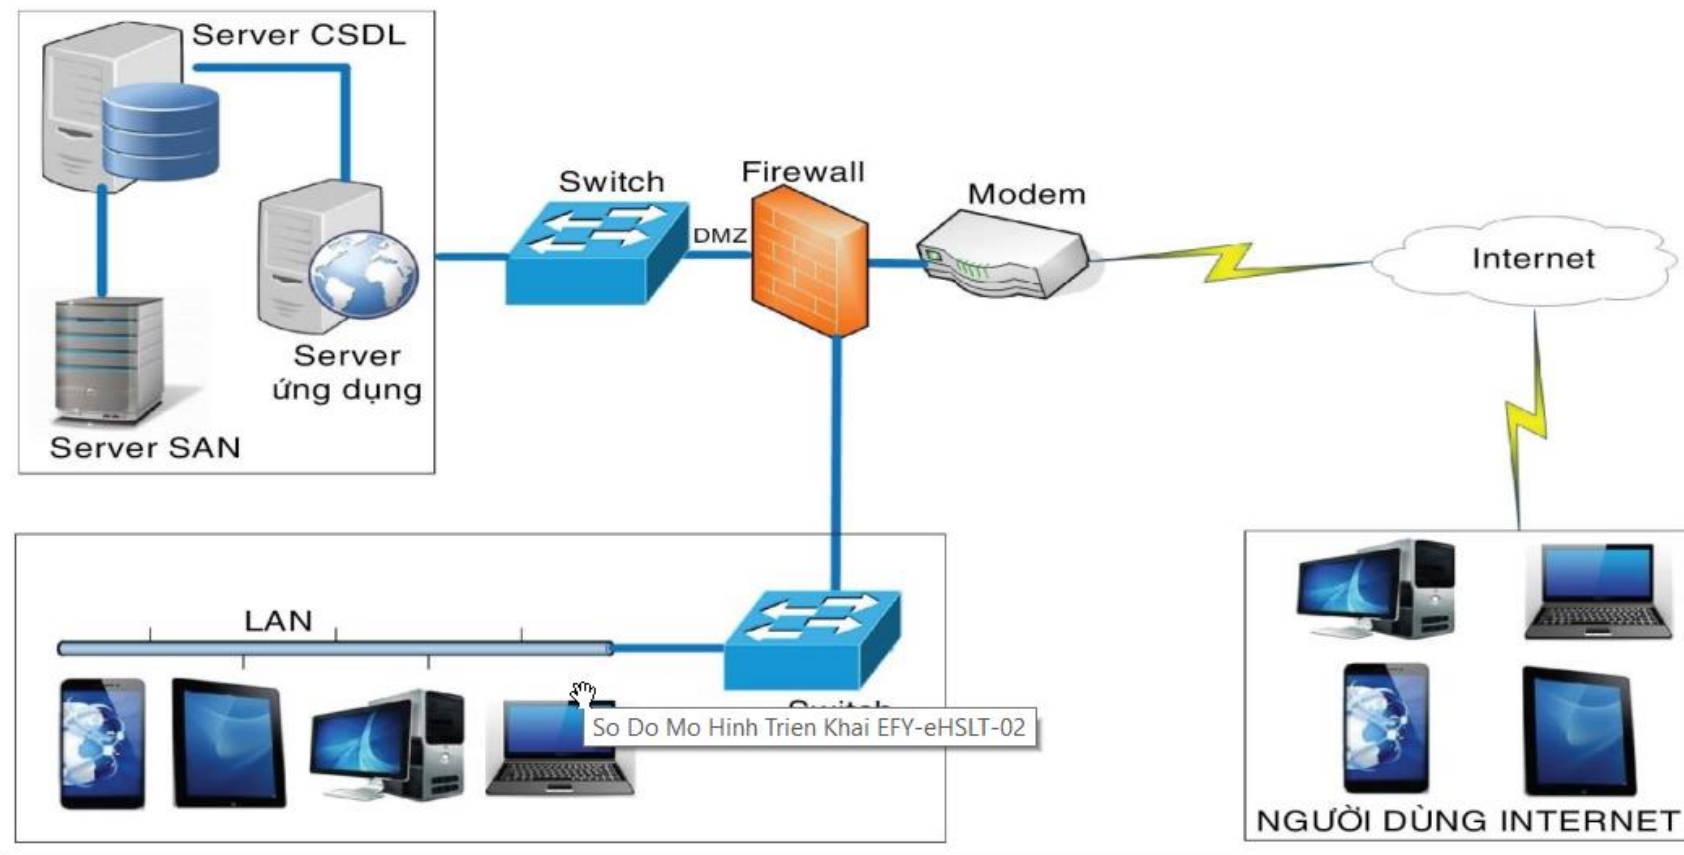 Server CSDL
Server
ứng dụng
Server SAN
Switch
DMZ
Firewall
Modem
Internet
LAN
Switch
So Do Mo Hinh Trien Khai EFY-eHSLT-02
NGƯỜI DÙNG INTERNET